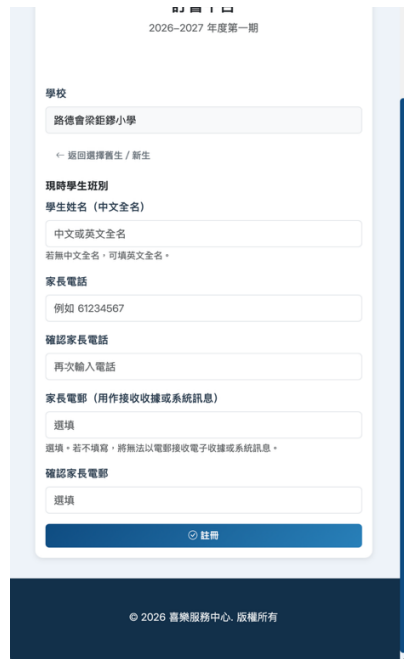 2026–2027 年度第一期
學校
路德會梁鉅鏐小學
← 返回選擇舊生 / 新生
現時學生班別
學生姓名（中文全名）
中文或英文全名
若無中文全名，可填英文全名。
家長電話
例如 61234567
確認家長電話
再次輸入電話
家長電郵（用作接收收據或系統訊息）
選填
選填。若不填寫，將無法以電郵接收電子收據或系統訊息。
確認家長電郵
選填
註冊
© 2026 喜樂服務中心. 版權所有